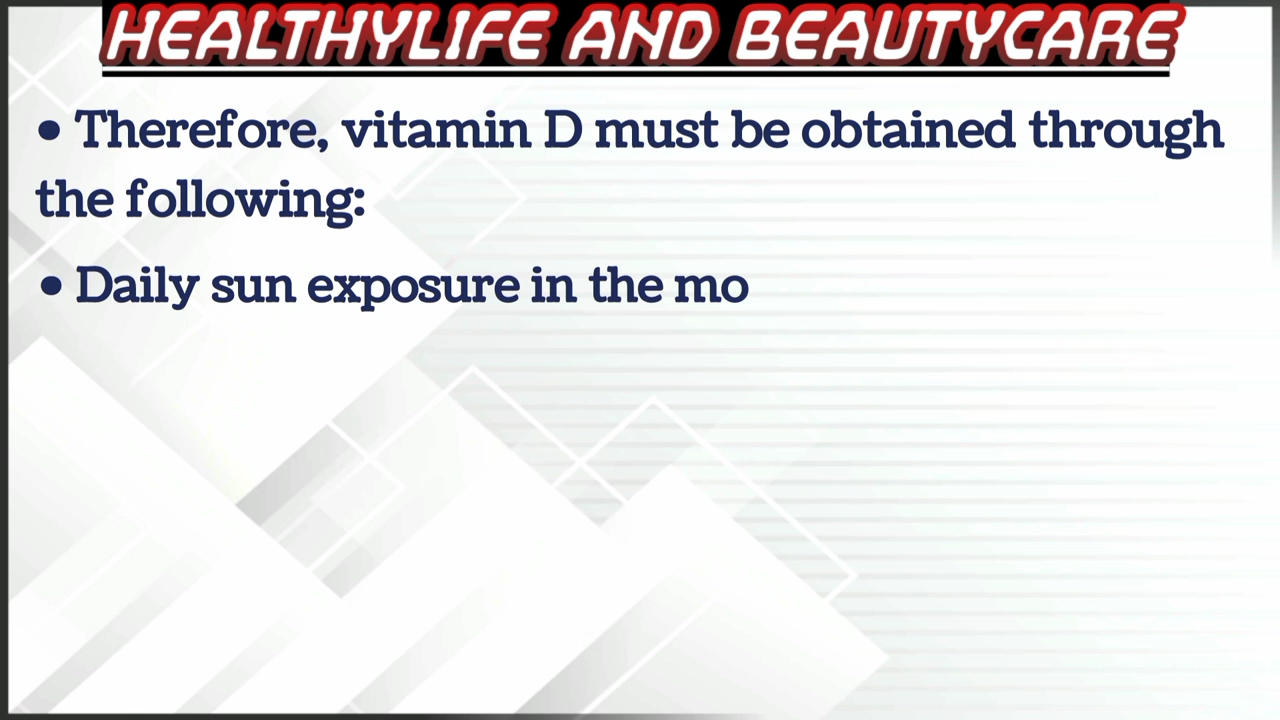 HEALTHYLIFE AND BEAUTYCARE
• Therefore, vitamin D must be obtained through
the following:
• Daily sun exposure in the mo